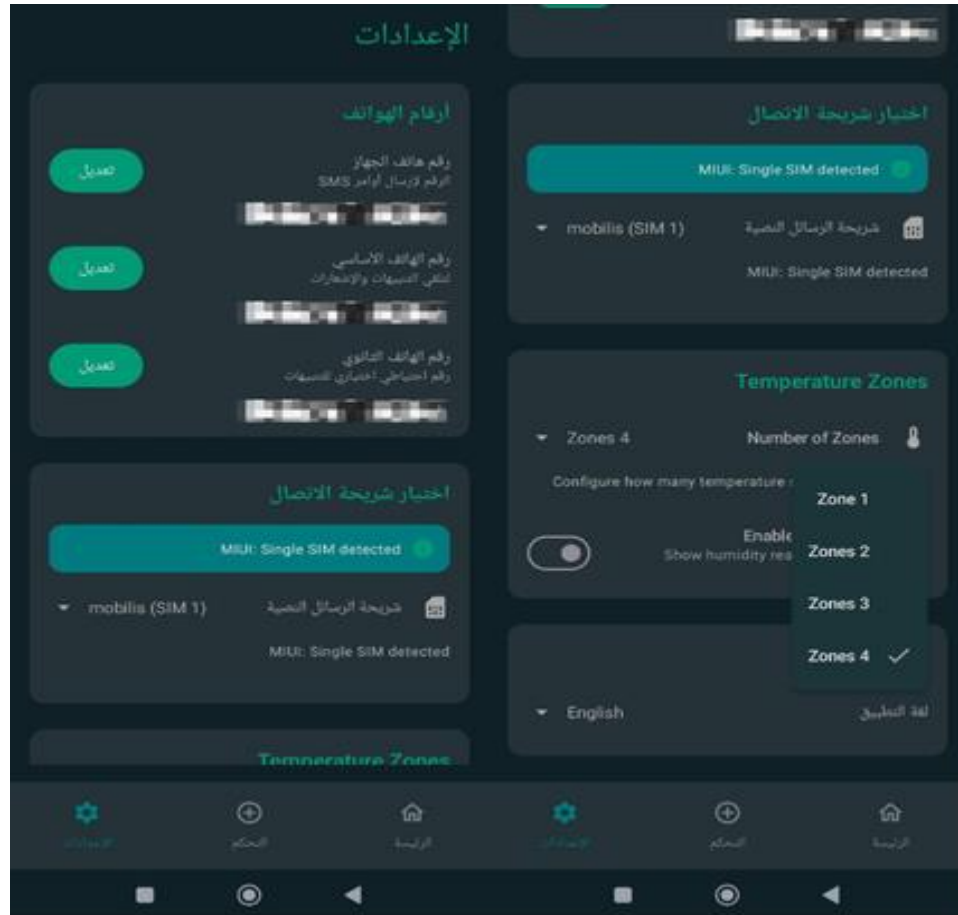 الإعدادات
أرقام الهواتف
رقم هاتف الجهاز
الرقم لإرسال أوامر SMS
تعديل
رقم الهاتف الأساسي
لتلقي التنبيهات والإشعارات
تعديل
رقم الهاتف الثانوي
رقم احتياطي اختياري للتنبيهات
تعديل
اختيار شريحة الاتصال
MIUI: Single SIM detected
شريحة الرسائل النصية
mobilis (SIM 1)
MIUI: Single SIM detected
Temperature Zones
الإعدادات
التحكم
الرئيسة
اختيار شريحة الاتصال
MIUI: Single SIM detected
شريحة الرسائل النصية
mobilis (SIM 1)
MIUI: Single SIM detected
Temperature Zones
Number of Zones
Zones 4
Configure how many temperature
Zone 1
Enable
Show humidity
Zones 2
Zones 3
Zones 4
لغة التطبيق
English
الإعدادات
التحكم
الرئيسة